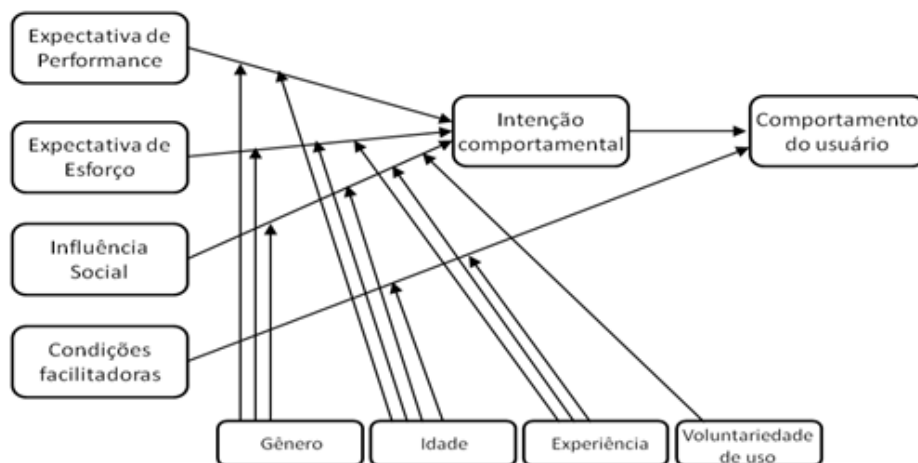 Expectativa de
Performance
Expectativa de
Esforço
Influência
Social
Condições
facilitadoras
Intenção
comportamental
Comportamento
do usuário
Gênero
Idade
Experiência
Voluntariedade
de uso